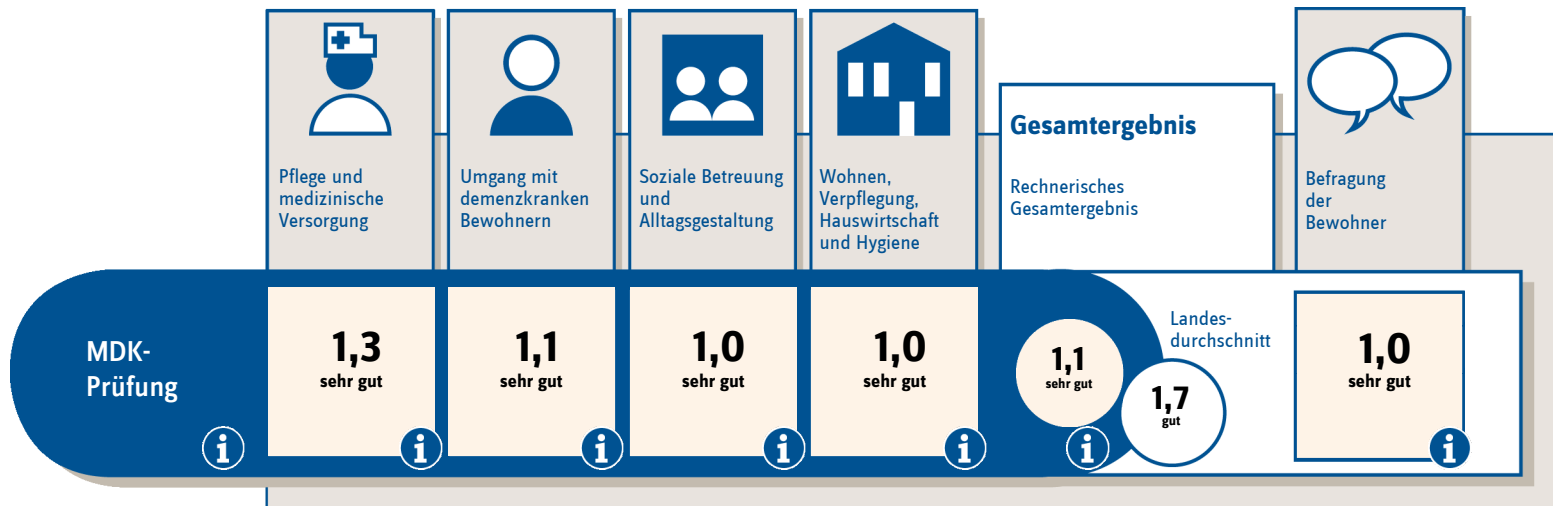 Pflege und
medizinische
Versorgung
Umgang mit
demenzkranken
Bewohnern
Soziale Betreuung
und
Alltagsgestaltung
Wohnen,
Verpflegung,
Hauswirtschaft
und Hygiene
Gesamtergebnis
Rechnerisches
Gesamtergebnis
Befragung
der
Bewohner
MDK-
Prüfung
i
1,3
sehr gut
i
1,1
sehr gut
i
1,0
sehr gut
i
1,0
sehr gut
i
1,1
sehr gut
i
Landes-
durchschnitt
1,7
gut
1,0
sehr gut
i